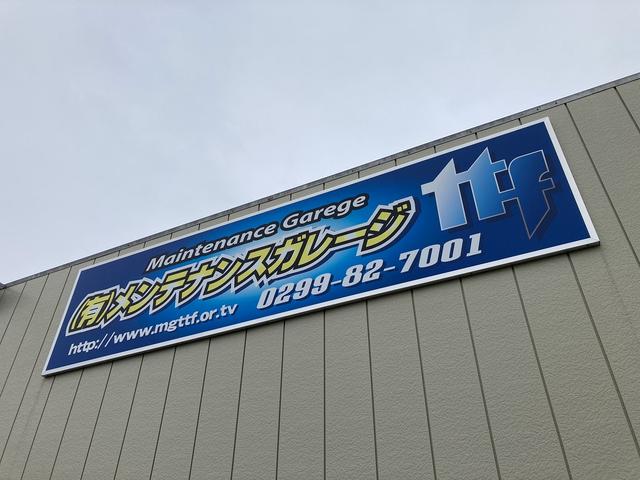 Maintenance Garege
(有)メンテナンスガレージ
ttf
http://www.mgttf.or.tv
0299-82-7001